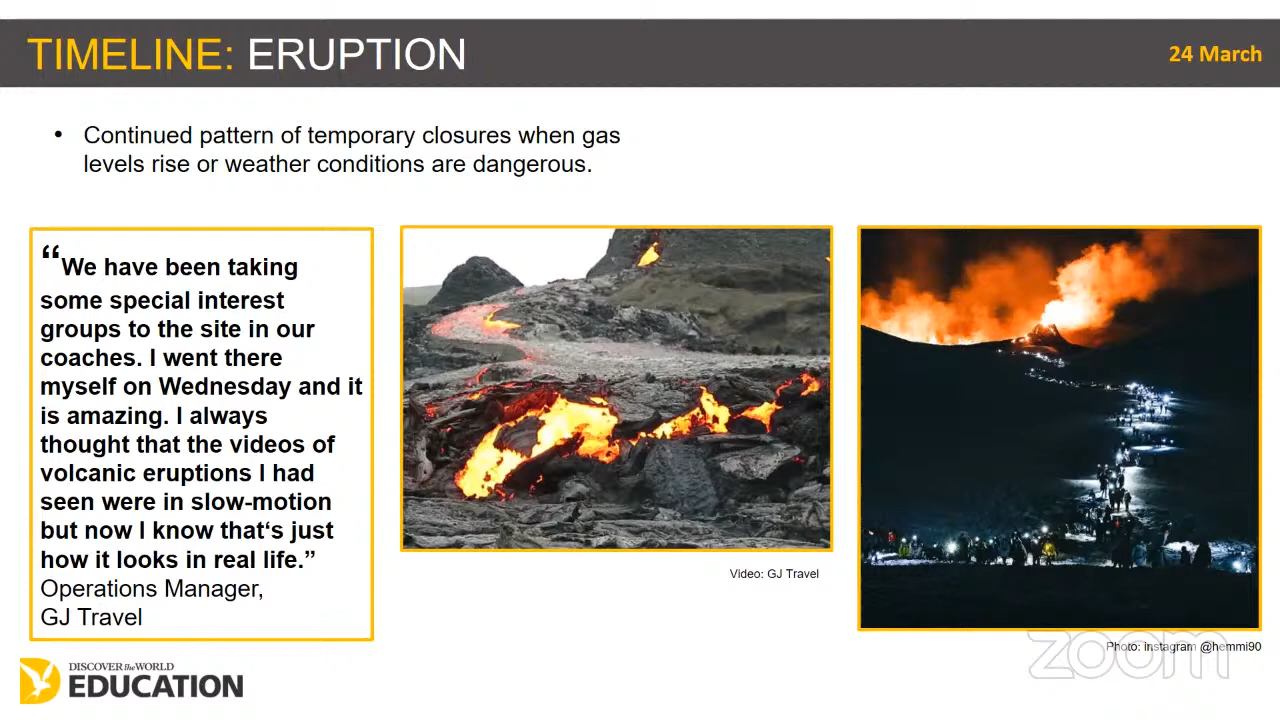 TIMELINE: ERUPTION
24 March
• Continued pattern of temporary closures when gas
levels rise or weather conditions are dangerous.
“We have been taking
some special interest
groups to the site in our
coaches. I went there
myself on Wednesday and it
is amazing. I always
thought that the videos of
volcanic eruptions I had
seen were in slow-motion
but now I know that‘s just
how it looks in real life.”
Operations Manager,
GJ Travel
Video: GJ Travel
Photo: instagram @hemmi90
zoom
DISCOVER the WORLD
EDUCATION